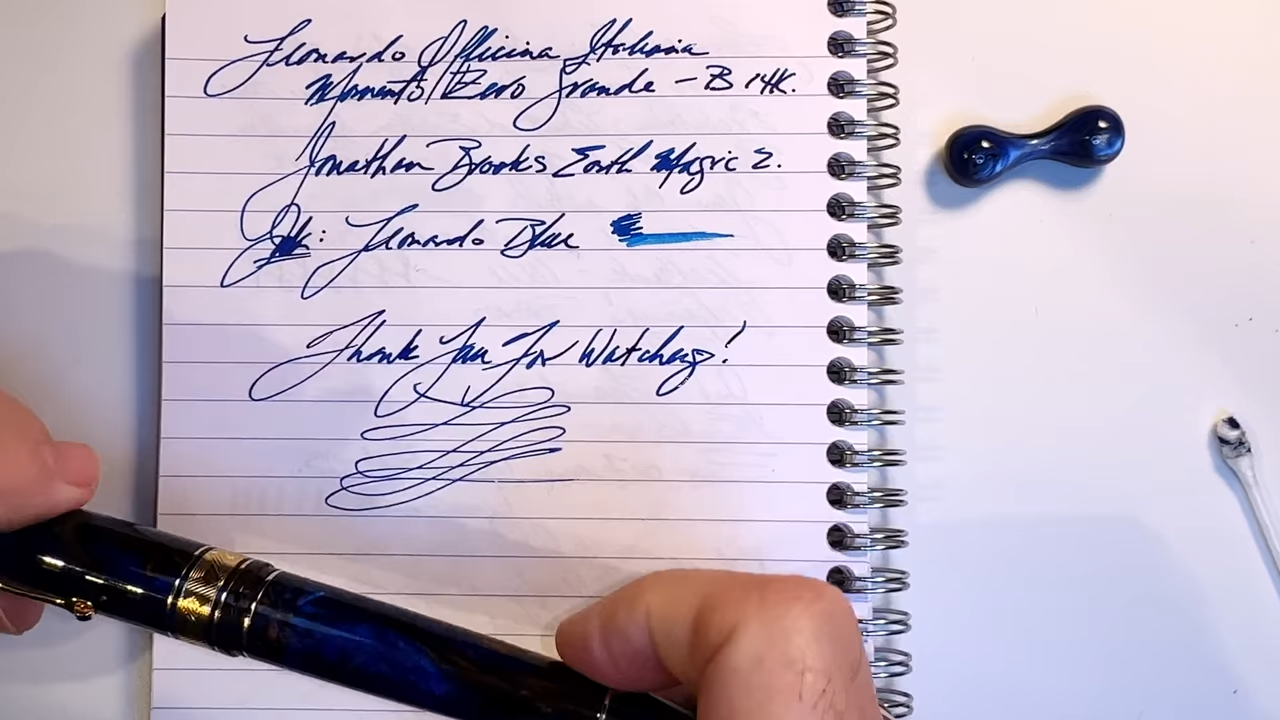 Leonardo Officina Italiana
Momento Zero Grande - B 14K.
Jonathan Brooks Earth Magic 2.
Ink: Leonardo Blue
Thank You For Watching!